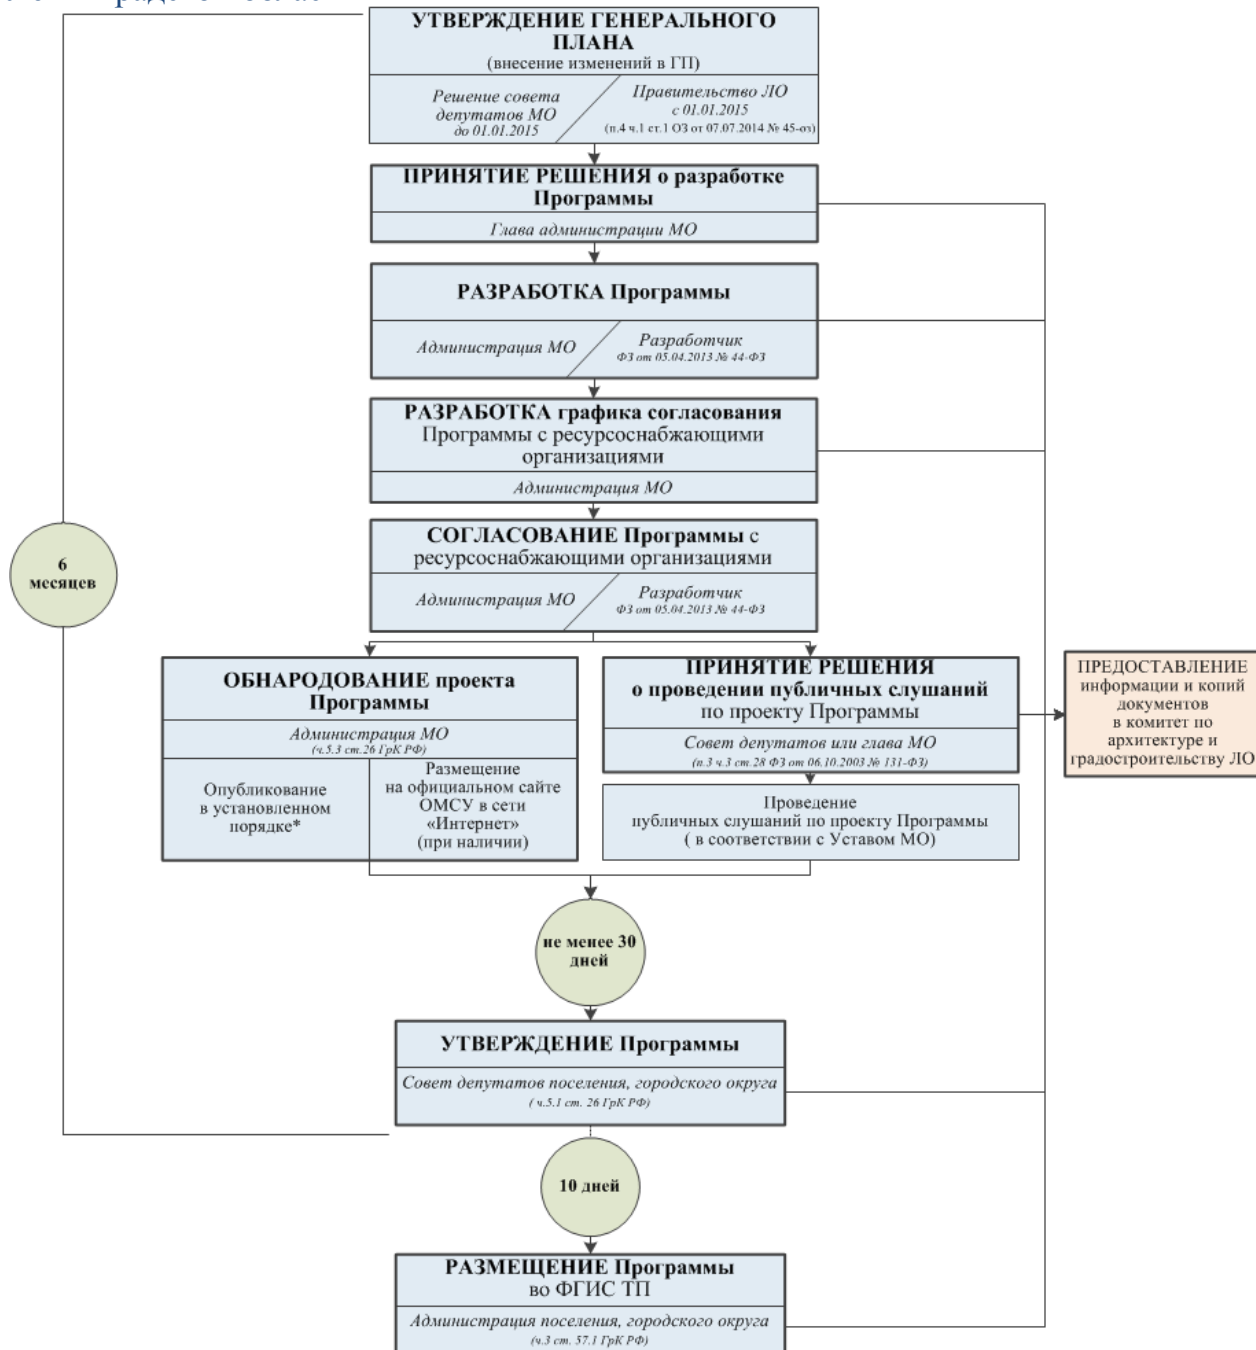 УТВЕРЖДЕНИЕ ГЕНЕРАЛЬНОГО
ПЛАНА
(внесение изменений в ГП)
Решение совета
депутатов МО
до 01.01.2015
Правительство ЛО
с 01.01.2015
(п.4 ч.1 ст.1 ОЗ от 07.07.2014 № 45-оз)
ПРИНЯТИЕ РЕШЕНИЯ о разработке
Программы
Глава администрации МО
РАЗРАБОТКА Программы
Администрация МО
Разработчик
ФЗ от 05.04.2013 № 44-ФЗ
РАЗРАБОТКА графика согласования
Программы с ресурсоснабжающими
организациями
Администрация МО
СОГЛАСОВАНИЕ Программы с
ресурсоснабжающими организациями
Администрация МО
Разработчик
ФЗ от 05.04.2013 № 44-ФЗ
6
месяцев
ОБНАРОДОВАНИЕ проекта
Программы
Администрация МО
(ч.5.3 ст.26 ГрК РФ)
Опубликование
в установленном
порядке*
Размещение
на официальном сайте
ОМСУ в сети
«Интернет»
(при наличии)
ПРИНЯТИЕ РЕШЕНИЯ
о проведении публичных слушаний
по проекту Программы
Совет депутатов или глава МО
(п.3 ч.3 ст.28 ФЗ от 06.10.2003 № 131-ФЗ)
Проведение
публичных слушаний по проекту Программы
( в соответствии с Уставом МО)
ПРЕДОСТАВЛЕНИЕ
информации и копий
документов
в комитет по
архитектуре и
градостроительству ЛО
не менее 30
дней
УТВЕРЖДЕНИЕ Программы
Совет депутатов поселения, городского округа
( ч.5.1 ст. 26 ГрК РФ)
10 дней
РАЗМЕЩЕНИЕ Программы
во ФГИС ТП
Администрация поселения, городского округа
(ч.3 ст. 57.1 ГрК РФ)